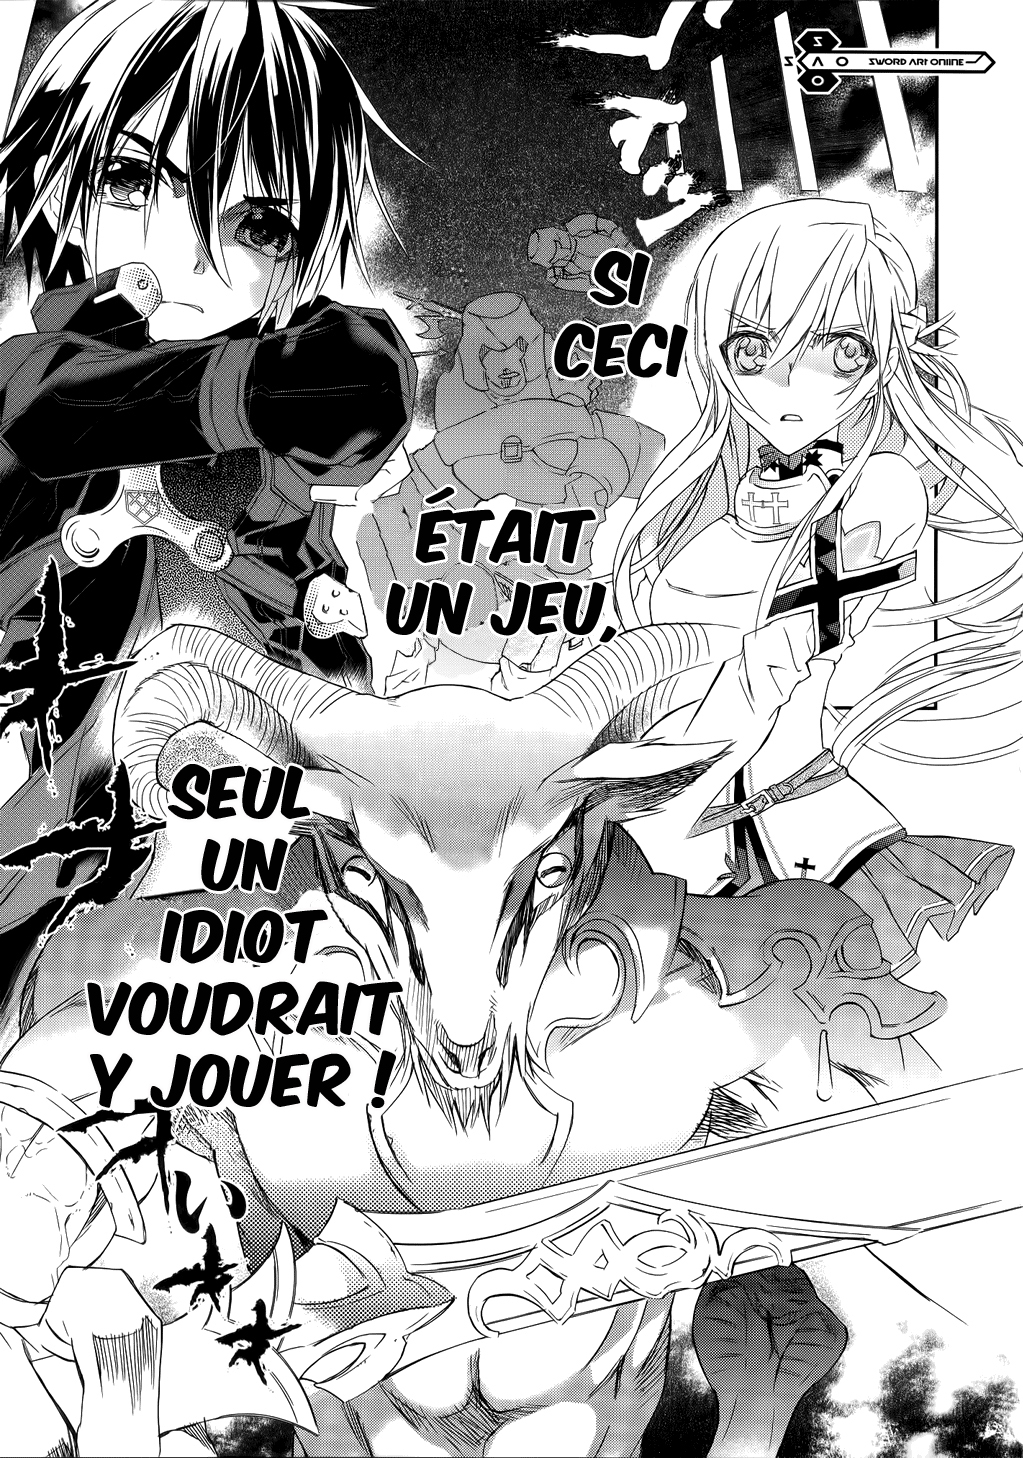 S
S A O
O
SWORD ART ONLINE
SI
CECI
ÉTAIT
UN JEU,
SEUL
UN
IDIOT
VOUDRAIT
Y JOUER !